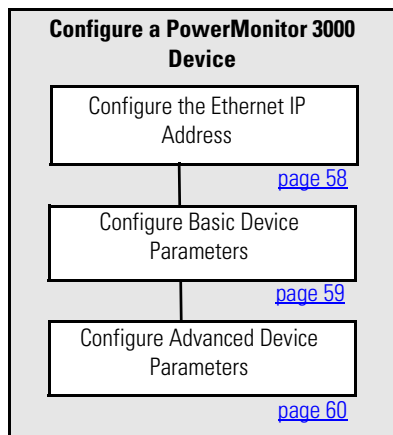 Configure a PowerMonitor 3000
Device
Configure the Ethernet IP
Address
page 58
Configure Basic Device
Parameters
page 59
Configure Advanced Device
Parameters
page 60